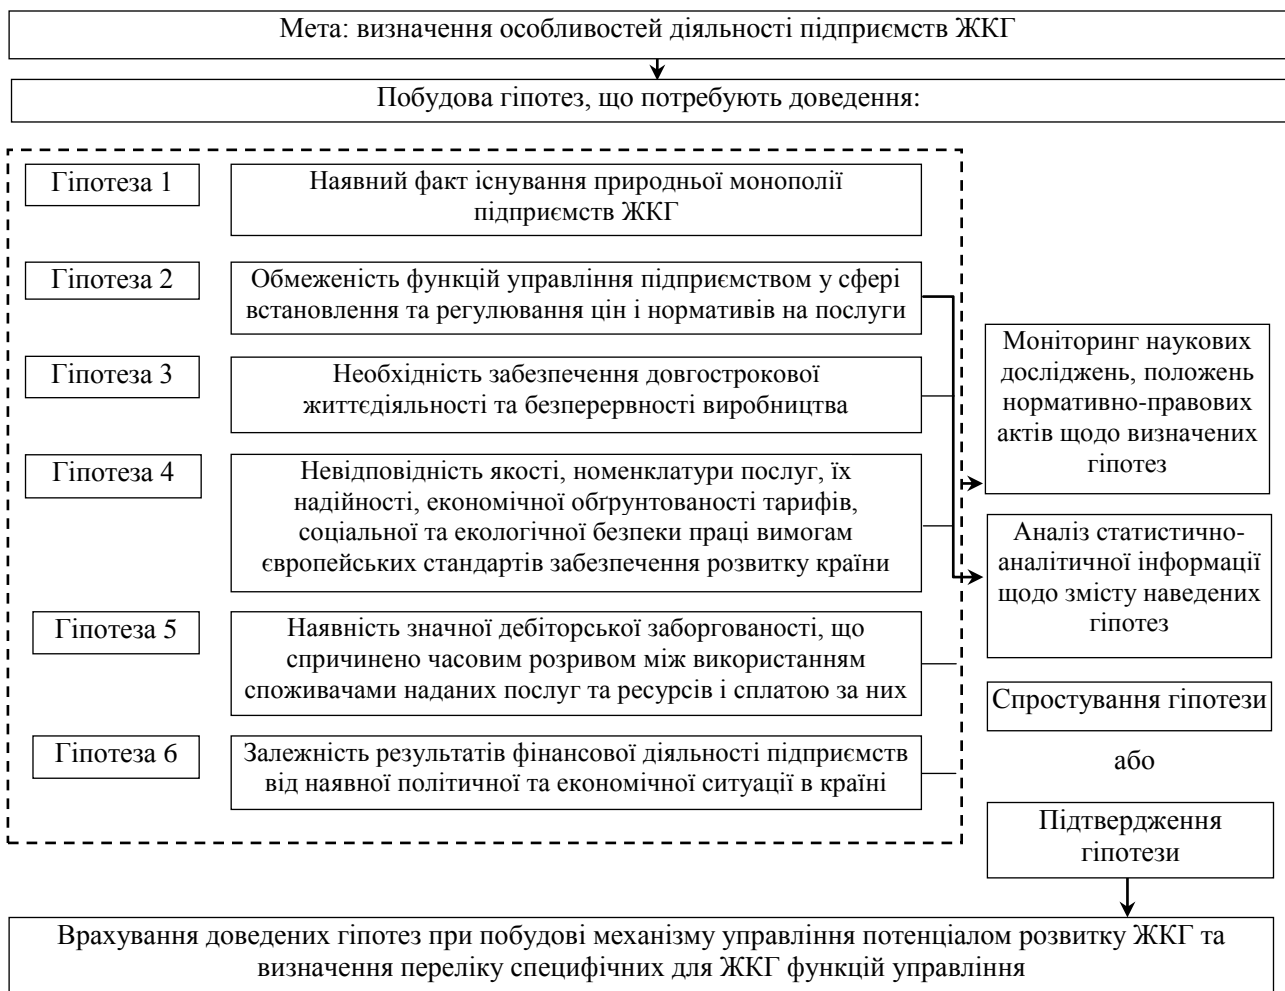 Мета: визначення особливостей діяльності підприємств ЖКГ
Побудова гіпотез, що потребують доведення:
Гіпотеза 1
Наявний факт існування природньої монополії
підприємств ЖКГ
Гіпотеза 2
Обмеженість функцій управління підприємством у сфері
встановлення та регулювання цін і нормативів на послуги
Гіпотеза 3
Необхідність забезпечення довгострокової
життєдіяльності та безперервності виробництва
Гіпотеза 4
Невідповідність якості, номенклатури послуг, їх
надійності, економічної обґрунтованості тарифів,
соціальної та екологічної безпеки праці вимогам
європейських стандартів забезпечення розвитку країни
Гіпотеза 5
Наявність значної дебіторської заборгованості, що
спричинено часовим розривом між використанням
споживачами наданих послуг та ресурсів і сплатою за них
Гіпотеза 6
Залежність результатів фінансової діяльності підприємств
від наявної політичної та економічної ситуації в країні
Моніторинг наукових
досліджень, положень
нормативно-правових
актів щодо визначених
гіпотез
Аналіз статистично-
аналітичної інформації
щодо змісту наведених
гіпотез
Спростування гіпотези
або
Підтвердження
гіпотези
Врахування доведених гіпотез при побудові механізму управління потенціалом розвитку ЖКГ та
визначення переліку специфічних для ЖКГ функцій управління